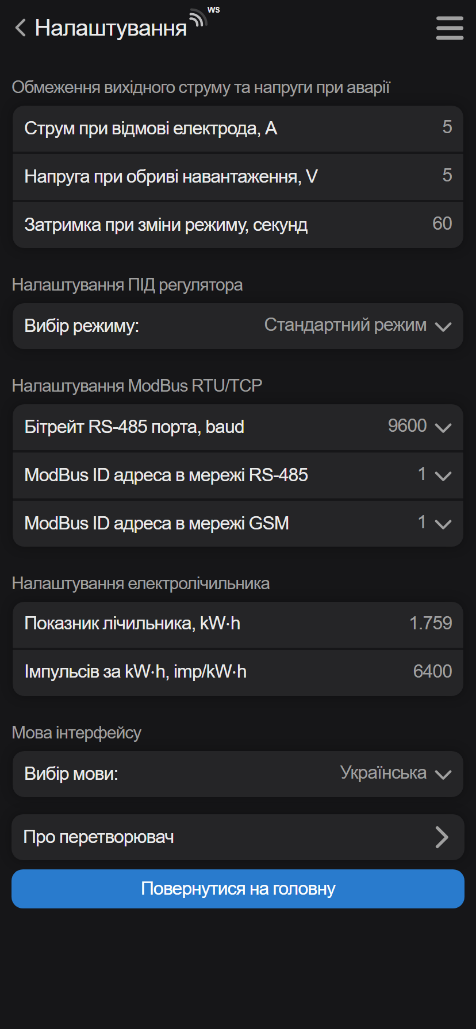 Налаштування ws
Обмеження вихідного струму та напруги при аварії
Струм при відмові електрода, А 5
Напруга при обриві навантаження, V 5
Затримка при зміни режиму, секунд 60
Налаштування ПІД регулятора
Вибір режиму: Стандартний режим
Налаштування ModBus RTU/TCP
Бітрейт RS-485 порта, baud 9600
ModBus ID адреса в мережі RS-485 1
ModBus ID адреса в мережі GSM 1
Налаштування електролічильника
Показник лічильника, kW·h 1.759
Імпульсів за kW·h, imp/kW·h 6400
Мова інтерфейсу
Вибір мови: Українська
Про перетворювач
Повернутися на головну